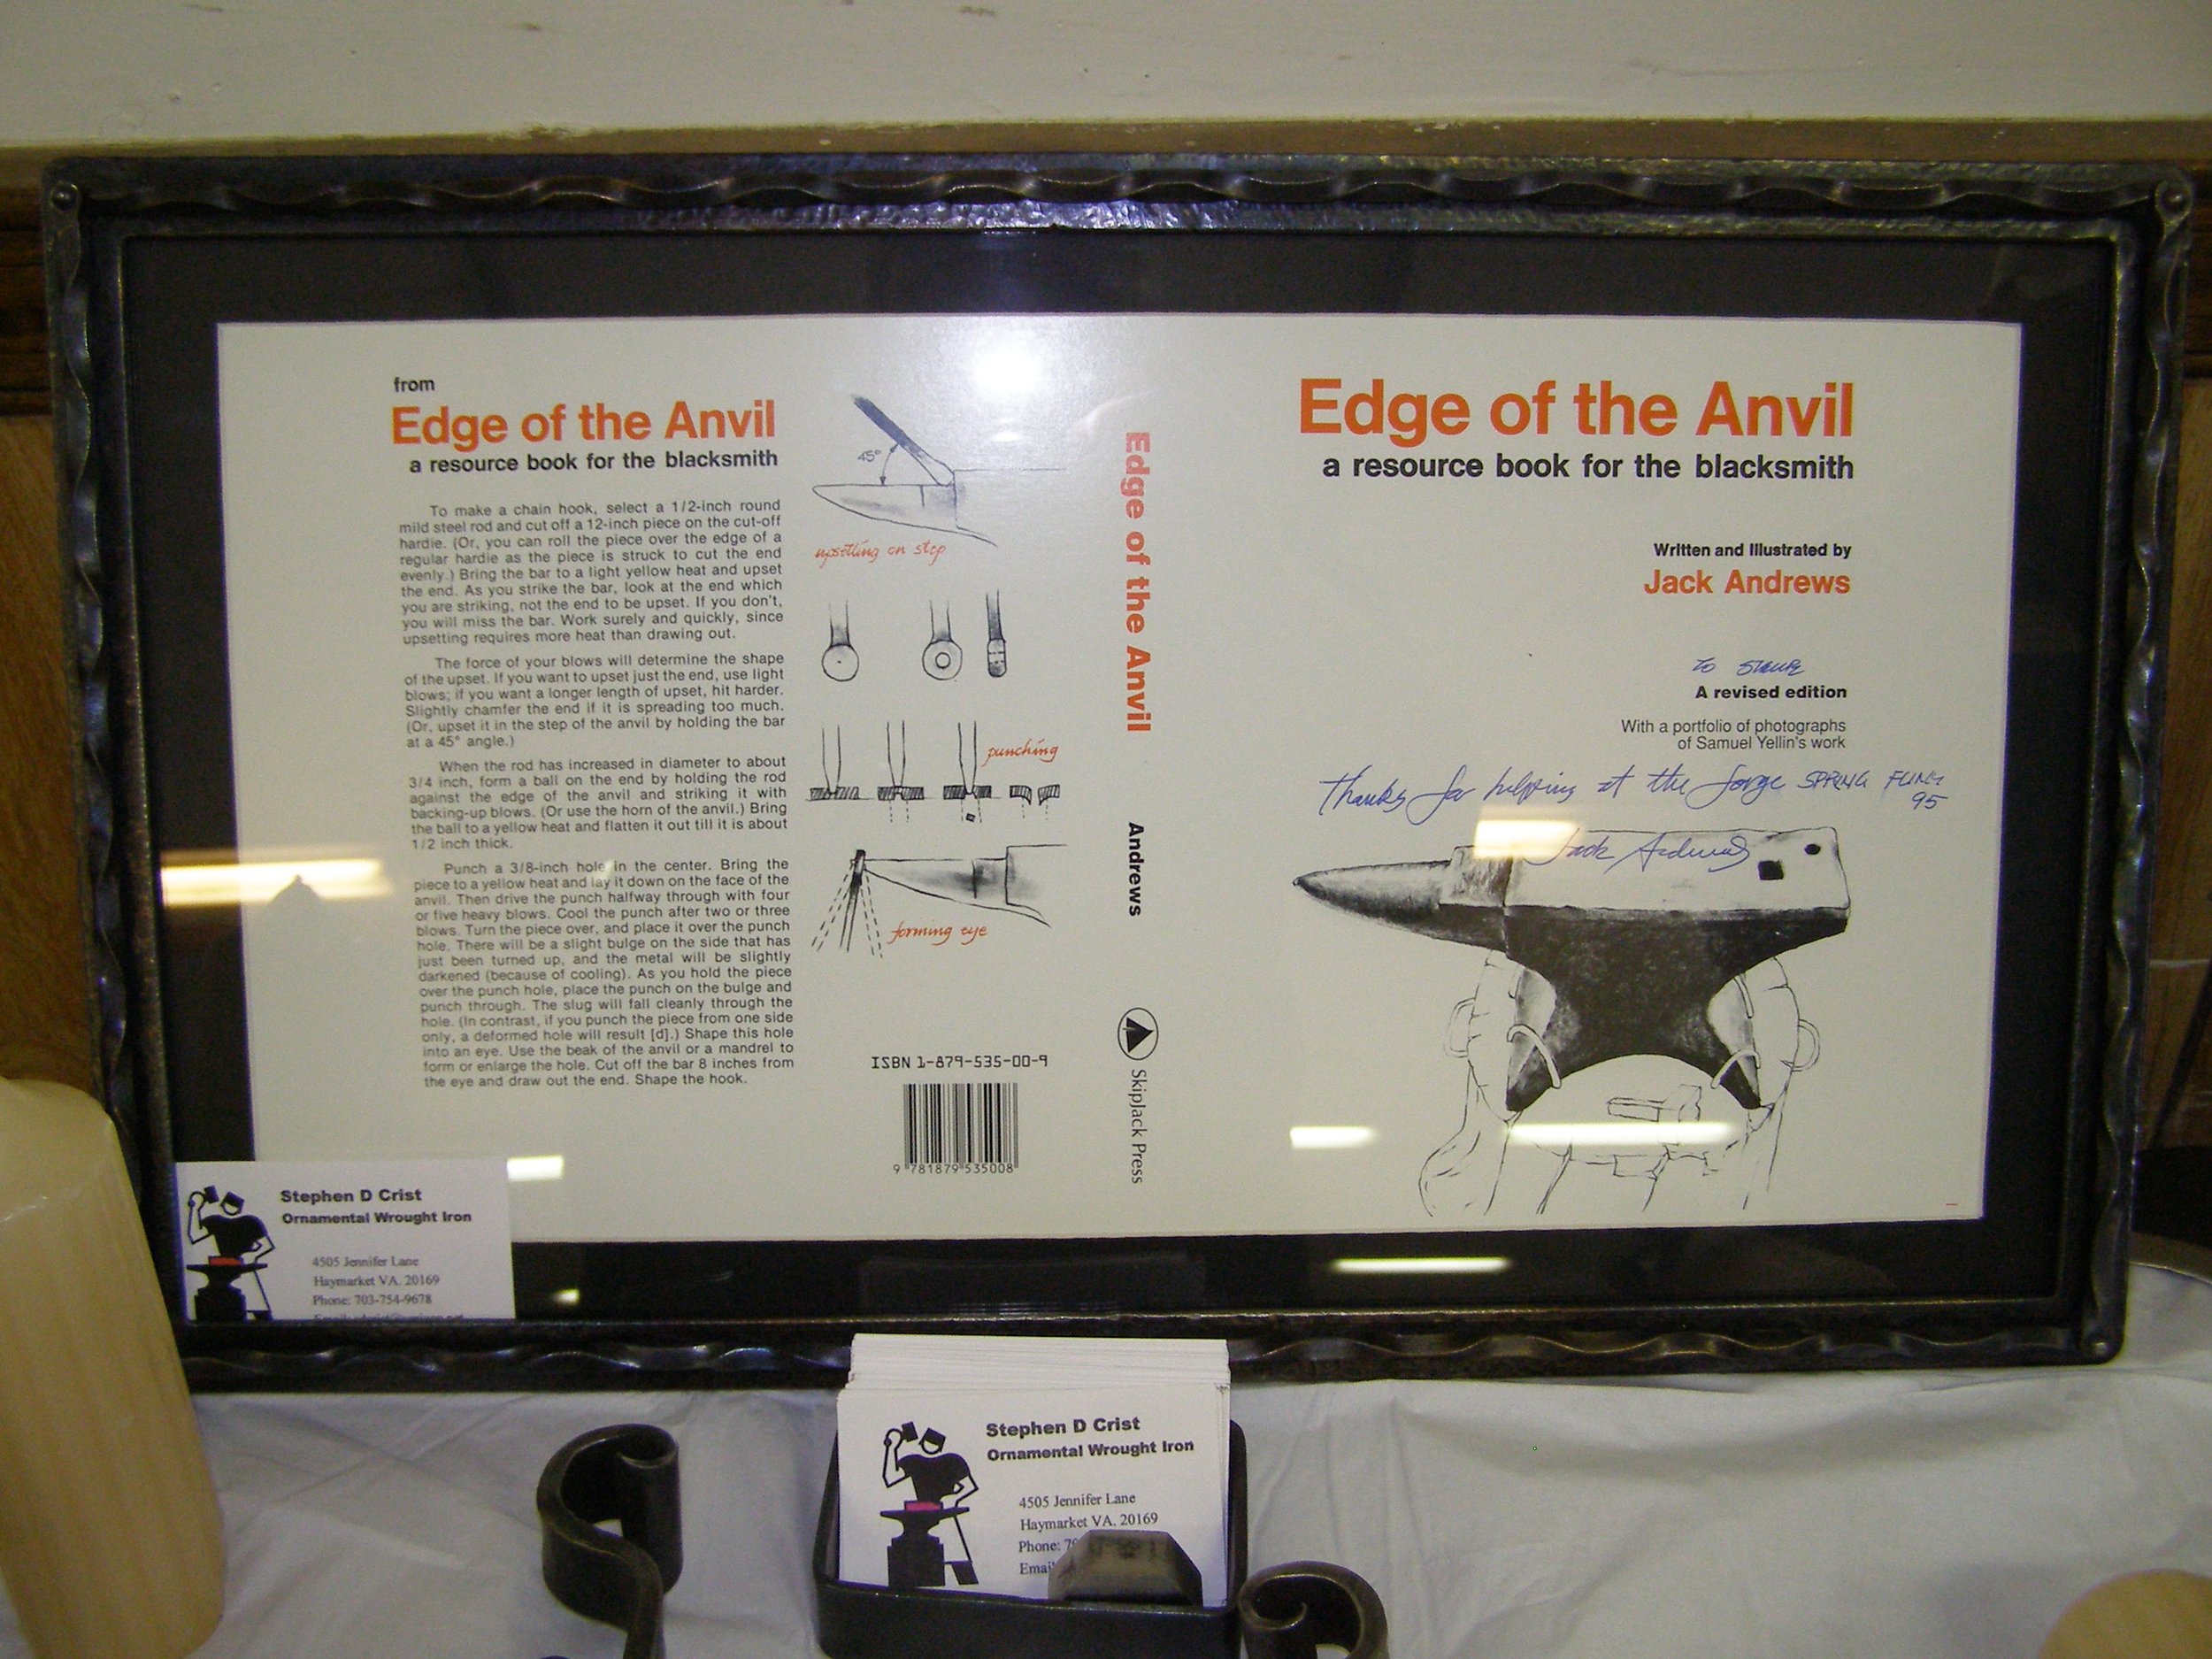 from
Edge of the Anvil
a resource book for the blacksmith
To make a chain hook, select a 1/2-inch round
mild steel rod and cut off a 12-inch piece on the cut-off
hardie. (Or, you can roll the piece over the edge of a
regular hardie as the piece is struck to cut the end
evenly.) Bring the bar to a light yellow heat and upset
the end. As you strike the bar, look at the end which
you are striking, not the end to be upset. If you don't,
you will miss the bar. Work surely and quickly, since
upsetting requires more heat than drawing out.
The force of your blows will determine the shape
of the upset. If you want to upset just the end, use light
blows; if you want a longer length of upset, hit harder.
Slightly chamfer the end if it is spreading too much.
(Or, upset it in the step of the anvil by holding the bar
at a 45° angle.)
When the rod has increased in diameter to about
3/4 inch, form a ball on the end by holding the rod
against the edge of the anvil and striking it with
backing-up blows. (Or use the horn of the anvil.) Bring
the ball to a yellow heat and flatten it out till it is about
1/2 inch thick.
Punch a 3/8-inch hole in the center. Bring the
piece to a yellow heat and lay it down on the face of the
anvil. Then drive the punch halfway through with four
or five heavy blows. Cool the punch after two or three
blows. Turn the piece over, and place it over the punch
hole. There will be a slight bulge on the side that has
just been turned up, and the metal will be slightly
darkened (because of cooling). As you hold the piece
over the punch hole, place the punch on the bulge and
punch through. The slug will fall cleanly through the
hole. (In contrast, if you punch the piece from one side
only, a deformed hole will result [d].) Shape this hole
into an eye. Use the beak of the anvil or a mandrel to
form or enlarge the hole. Cut off the bar 8 inches from
the eye and draw out the end. Shape the hook.
45°
upsetting on step
punching
forming eye
ISBN 1-879-535-00-9
9 781879 535008
Edge of the Anvil
Andrews
SkipJack Press
Edge of the Anvil
a resource book for the blacksmith
Written and Illustrated by
Jack Andrews
To
A revised edition
With a portfolio of photographs
of Samuel Yellin's work
Thanks for helping at the forge SPRING FLING
95
Jack Andrews
Stephen D Crist
Ornamental Wrought Iron
4505 Jennifer Lane
Haymarket VA. 20169
Phone: 703-754-9678
Stephen D Crist
Ornamental Wrought Iron
4505 Jennifer Lane
Haymarket VA. 20169
Phone: 7
Email